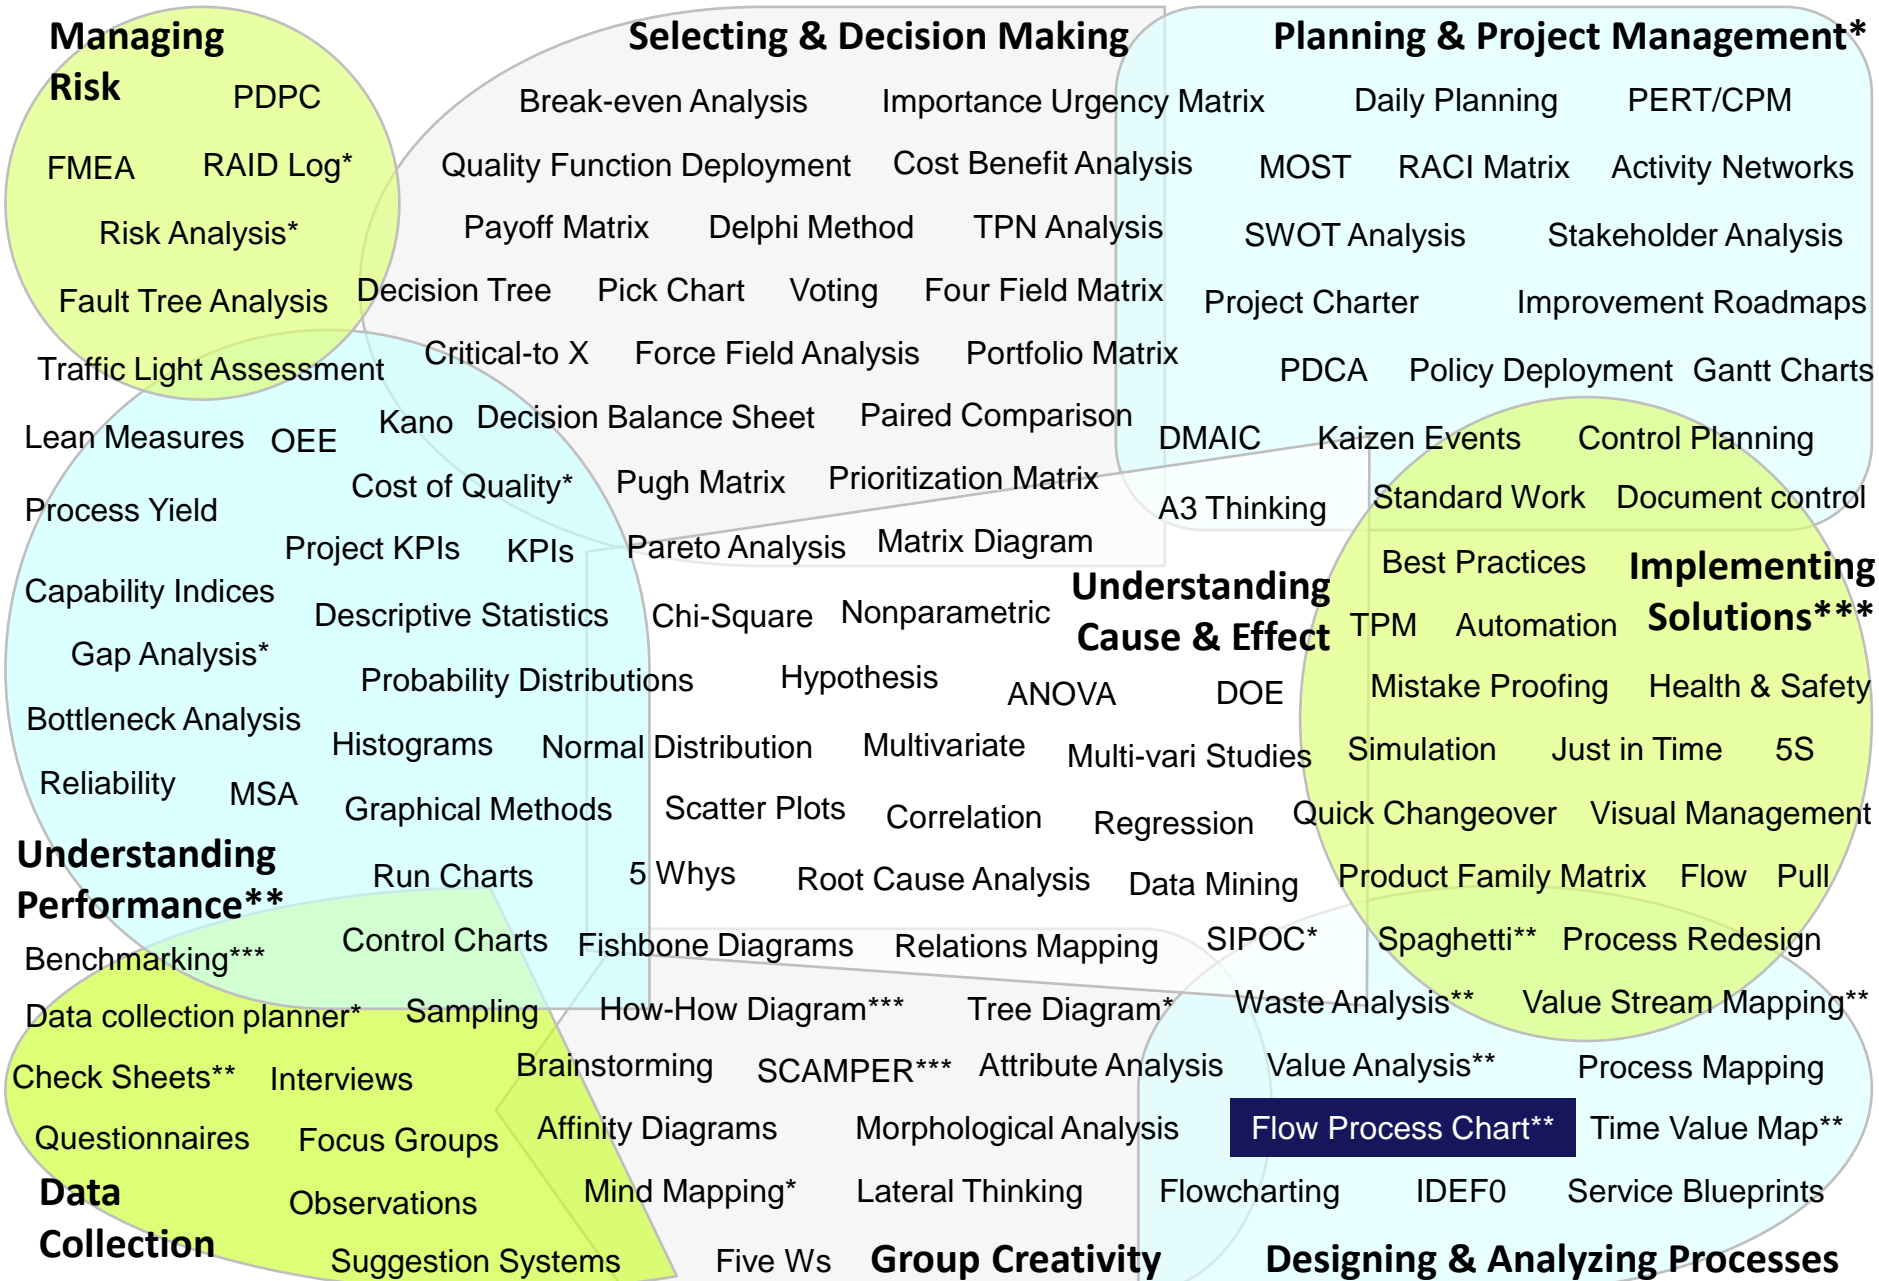 Managing
Risk
Selecting & Decision Making
Planning & Project Management*
PDPC
Break-even Analysis
Importance Urgency Matrix
Daily Planning
PERT/CPM
FMEA
RAID Log*
Quality Function Deployment
Cost Benefit Analysis
MOST
RACI Matrix
Activity Networks
Risk Analysis*
Payoff Matrix
Delphi Method
TPN Analysis
SWOT Analysis
Stakeholder Analysis
Fault Tree Analysis
Decision Tree
Pick Chart
Voting
Four Field Matrix
Project Charter
Improvement Roadmaps
Traffic Light Assessment
Critical-to X
Force Field Analysis
Portfolio Matrix
PDCA
Policy Deployment
Gantt Charts
Lean Measures
OEE
Kano
Decision Balance Sheet
Paired Comparison
DMAIC
Kaizen Events
Control Planning
Process Yield
Cost of Quality*
Pugh Matrix
Prioritization Matrix
A3 Thinking
Standard Work
Document control
Project KPIs
KPIs
Pareto Analysis
Matrix Diagram
Best Practices
Implementing
Solutions***
Capability Indices
Descriptive Statistics
Chi-Square
Nonparametric
Understanding
Cause & Effect
TPM
Automation
Gap Analysis*
Probability Distributions
Hypothesis
ANOVA
DOE
Mistake Proofing
Health & Safety
Bottleneck Analysis
Histograms
Normal Distribution
Multivariate
Multi-vari Studies
Simulation
Just in Time
5S
Reliability
MSA
Graphical Methods
Scatter Plots
Correlation
Regression
Quick Changeover
Visual Management
Understanding
Performance**
Run Charts
5 Whys
Root Cause Analysis
Data Mining
Product Family Matrix
Flow
Pull
Benchmarking***
Control Charts
Fishbone Diagrams
Relations Mapping
SIPOC*
Spaghetti**
Process Redesign
Data collection planner*
Sampling
How-How Diagram***
Tree Diagram*
Waste Analysis**
Value Stream Mapping**
Check Sheets**
Interviews
Brainstorming
SCAMPER***
Attribute Analysis
Value Analysis**
Process Mapping
Questionnaires
Focus Groups
Affinity Diagrams
Morphological Analysis
Flow Process Chart**
Time Value Map**
Data
Collection
Observations
Mind Mapping*
Lateral Thinking
Flowcharting
IDEF0
Service Blueprints
Suggestion Systems
Five Ws
Group Creativity
Designing & Analyzing Processes